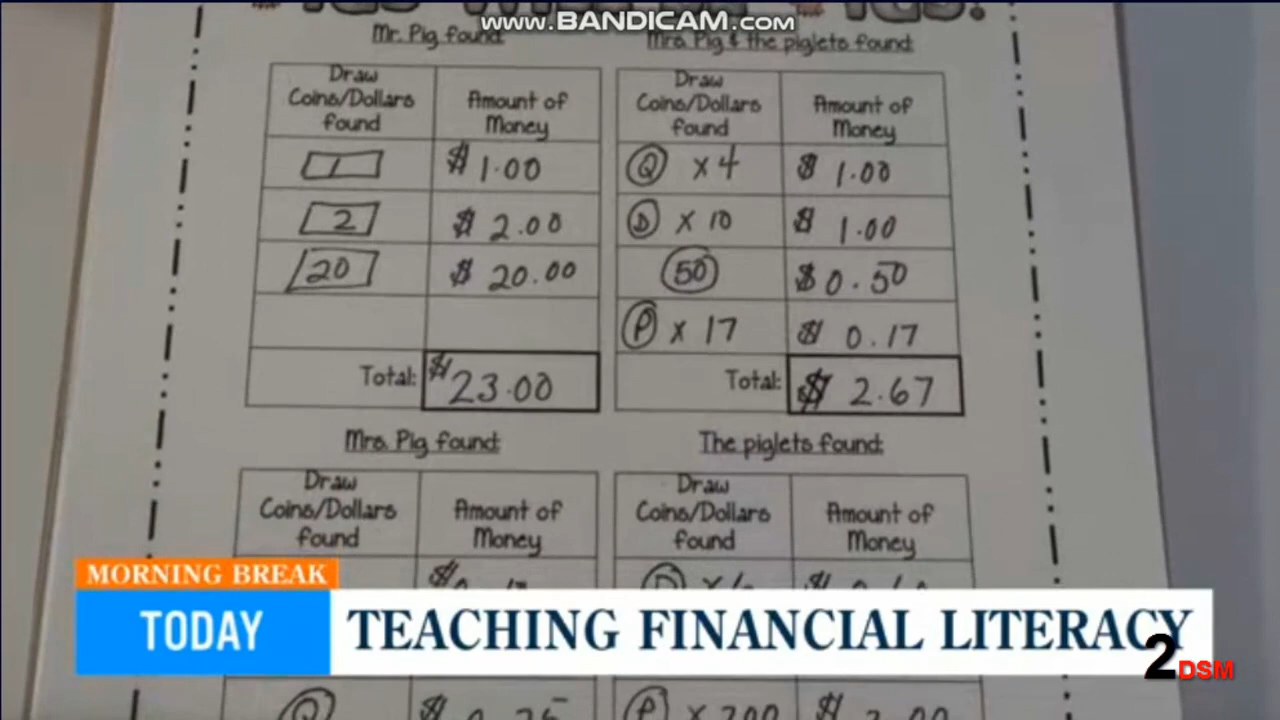 www.BANDICAM.com
Mr. Pig found:
Mrs. Pig & the piglets found:
Draw Coins/Dollars found
Amount of Money
Draw Coins/Dollars found
Amount of Money
1
$1.00
Q x4
$ 1.00
2
$ 2.00
D x 10
$ 1.00
20
$ 20.00
50
$0.50
P x 17
$ 0.17
Total:
$23.00
Total:
$ 2.67
Mrs. Pig found:
The piglets found:
Draw Coins/Dollars found
Amount of Money
Draw Coins/Dollars found
Amount of Money
MORNING BREAK
TODAY
TEACHING FINANCIAL LITERACY
2DSM
Q
P x 200